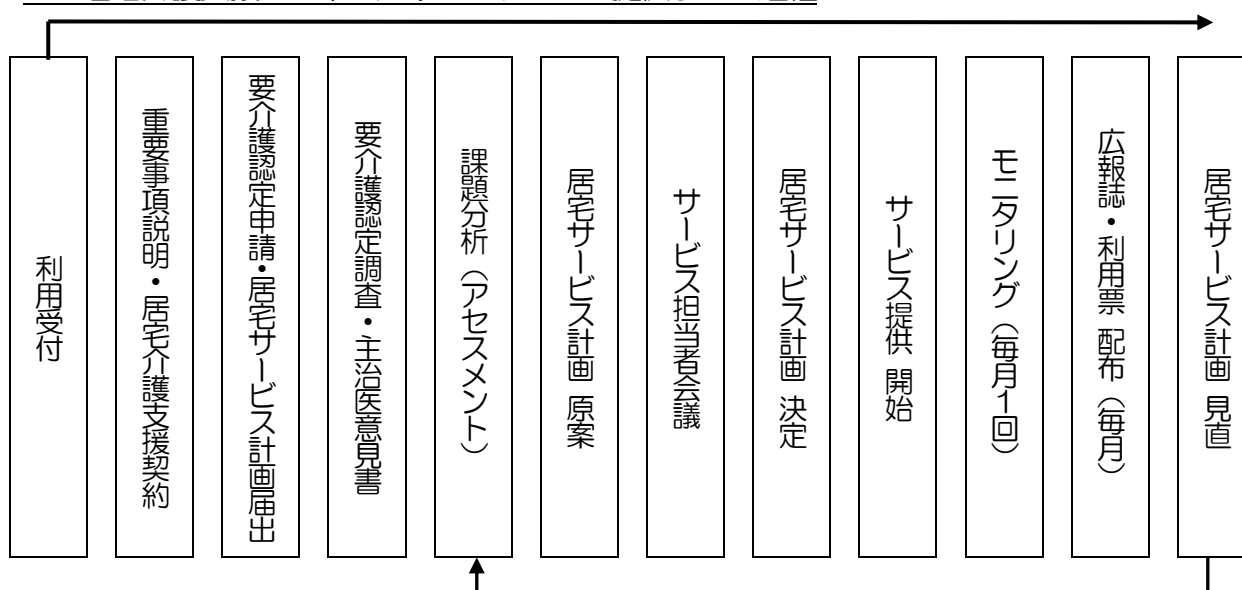 利用受付
重要事項説明・居宅介護支援契約
要介護認定申請・居宅サービス計画届出
要介護認定調査・主治医意見書
課題分析（アセスメント）
居宅サービス計画 原案
サービス担当者会議
居宅サービス計画 決定
サービス提供 開始
モニタリング（毎月１回）
広報誌・利用票 配布（毎月）
居宅サービス計画 見直